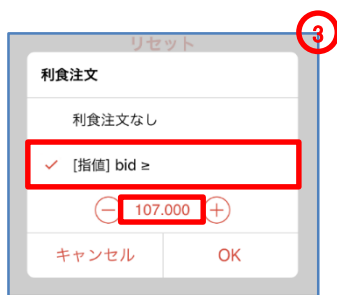 ③
リセット
利食注文
利食注文なし
✓ [指値] bid ≥
− 107.000 +
キャンセル OK